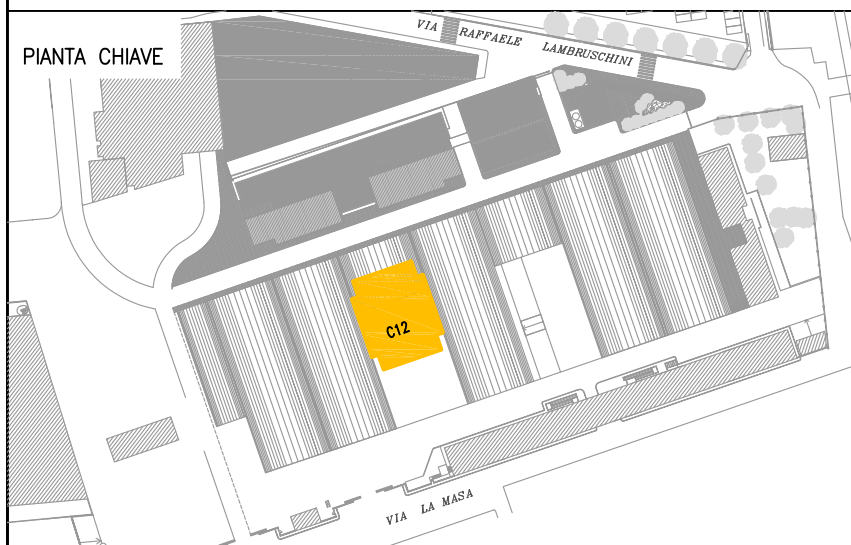 VIA RAFFAELE LAMBRUSCHINI
PIANTA CHIAVE
C12
VIA LA MASA